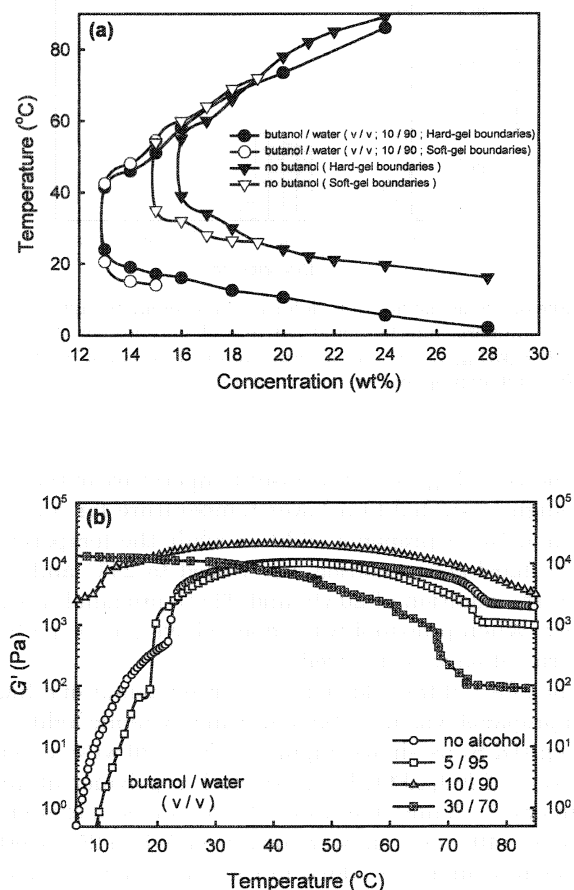 (a)
80
60
40
20
0
Temperature (°C)
butanol / water ( v / v ; 10 / 90 ; Hard-gel boundaries)
butanol / water ( v / v ; 10 / 90 ; Soft-gel boundaries)
no butanol ( Hard-gel boundaries )
no butanol ( Soft-gel boundaries )
12 14 16 18 20 22 24 26 28 30
Concentration (wt%)
(b)
10⁵ 10⁵
10⁴ 10⁴
10³ 10³
10² 10²
10¹ 10¹
10⁰ 10⁰
G' (Pa)
butanol / water
( v / v )
no alcohol
5 / 95
10 / 90
30 / 70
10 20 30 40 50 60 70 80
Temperature (°C)